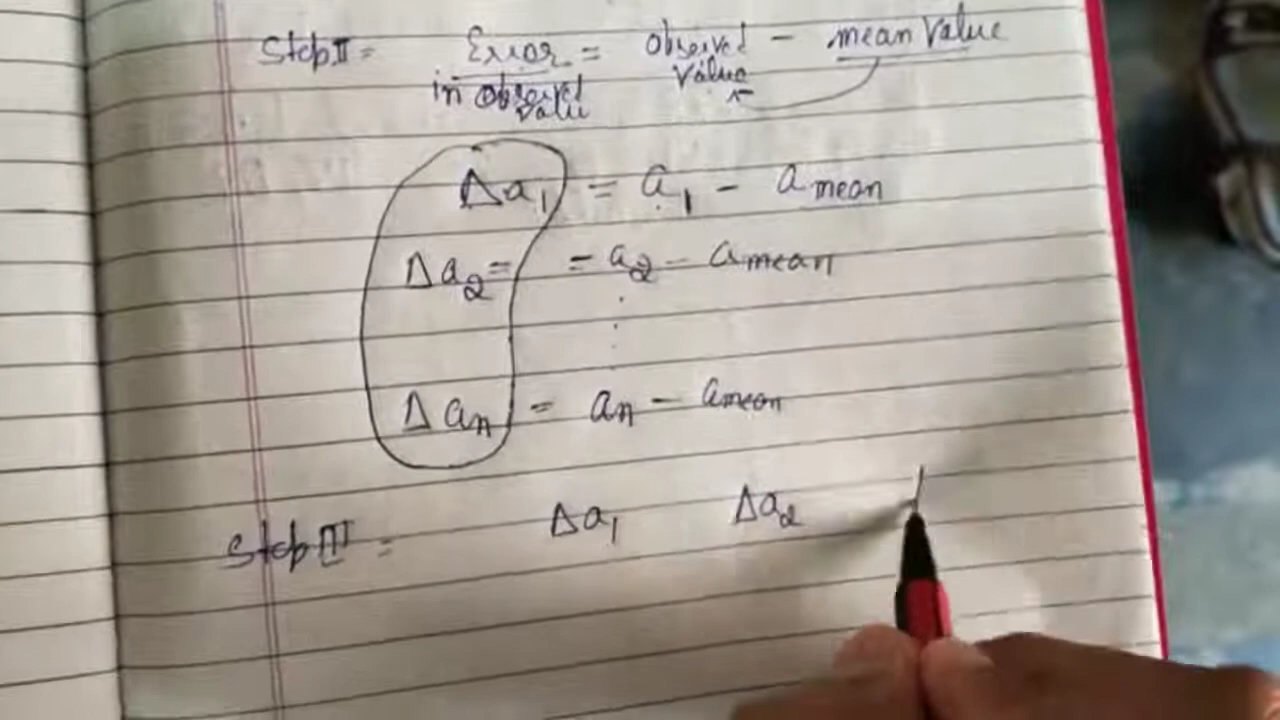 Step II = Error = Observed - mean value
in observed value
Value
Δa1 = a1 - amean
Δa2 = = a2 - amean
Δan = an - amean
Step III = Δa1 Δa2